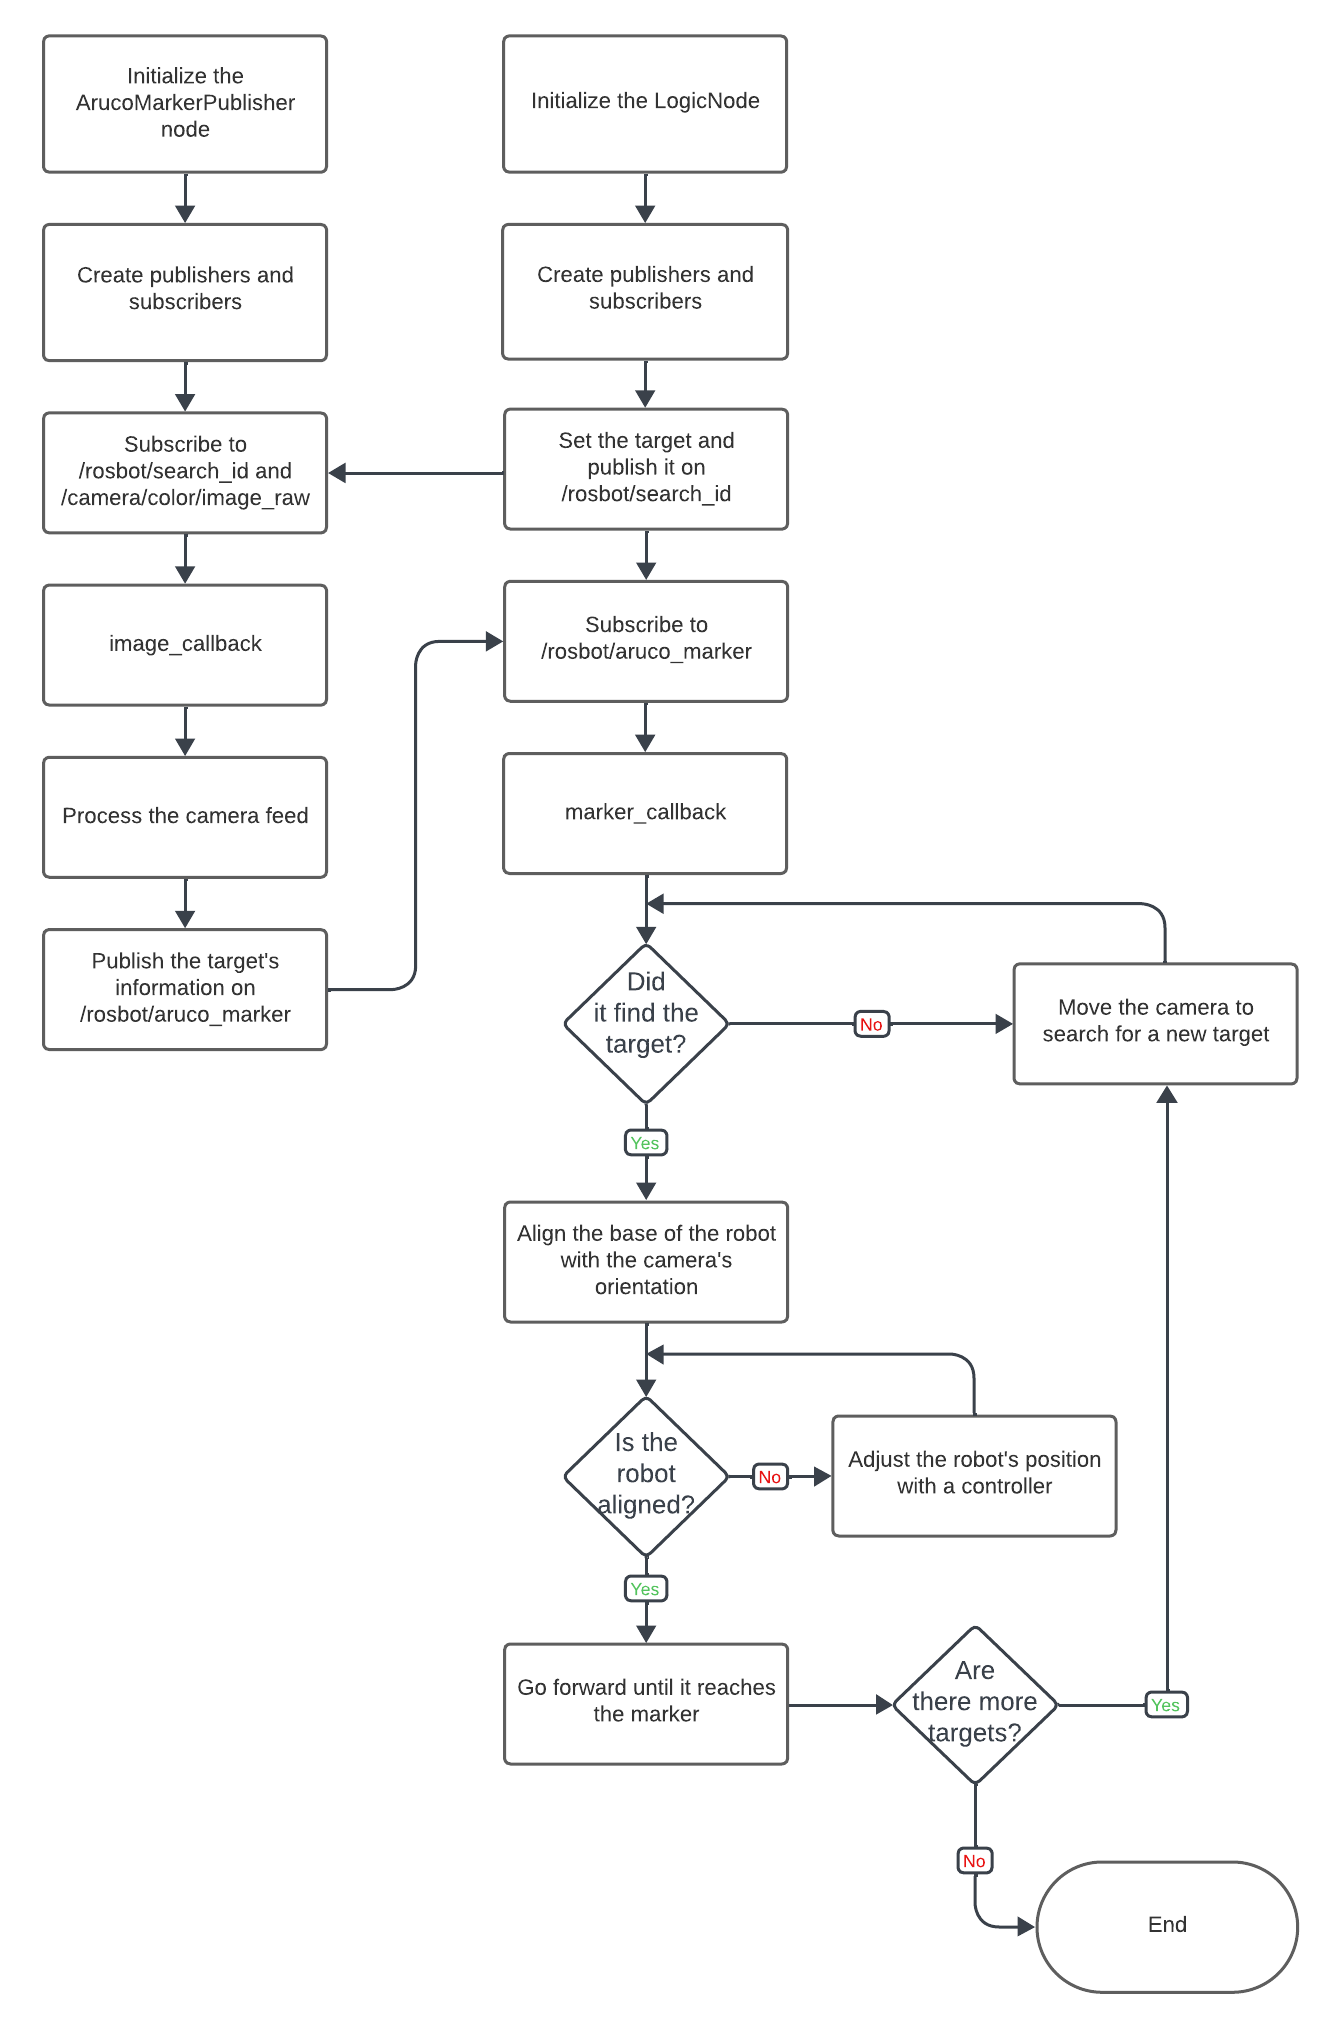 Initialize the
ArucoMarkerPublisher
node
Create publishers and
subscribers
Subscribe to
/rosbot/search_id and
/camera/color/image_raw
image_callback
Process the camera feed
Publish the target's
information on
/rosbot/aruco_marker
Initialize the LogicNode
Create publishers and
subscribers
Set the target and
publish it on
/rosbot/search_id
Subscribe to
/rosbot/aruco_marker
marker_callback
Did
it find the
target?
No
Move the camera to
search for a new target
Yes
Align the base of the robot
with the camera's
orientation
Is the
robot
aligned?
No
Adjust the robot's position
with a controller
Yes
Go forward until it reaches
the marker
Are
there more
targets?
Yes
No
End